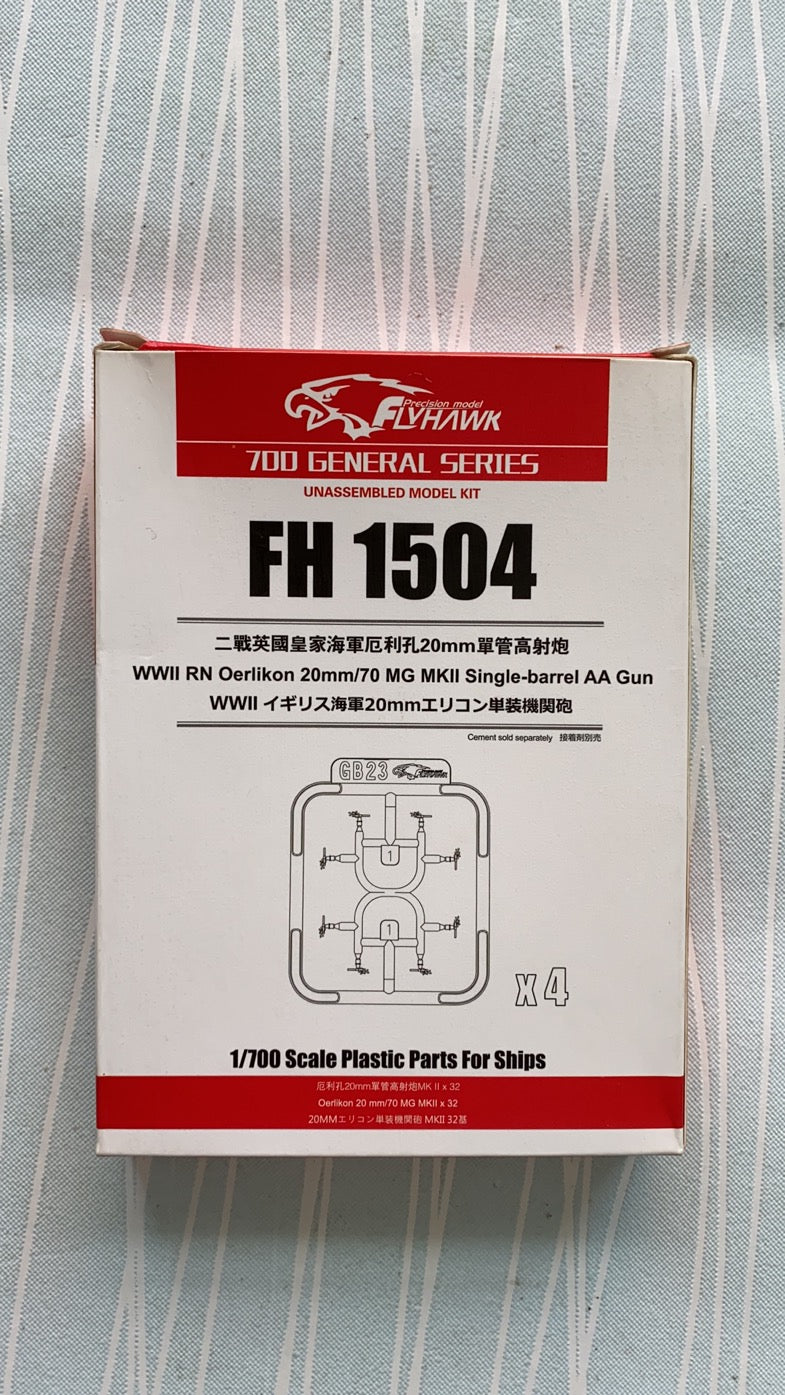 Precision model
FLYHAWK
700 GENERAL SERIES
UNASSEMBLED MODEL KIT
FH 1504
二戰英國皇家海軍厄利孔20mm單管高射炮
WWII RN Oerlikon 20mm/70 MG MKII Single-barrel AA Gun
WWII イギリス海軍20mmエリコン単装機関砲
Cement sold separately 接着剤別売
GB23 FLYHAWK
1
1
x 4
1/700 Scale Plastic Parts For Ships
厄利孔20mm單管高射炮MK II x 32
Oerlikon 20 mm/70 MG MKII x 32
20MMエリコン単装機関砲 MKII 32基